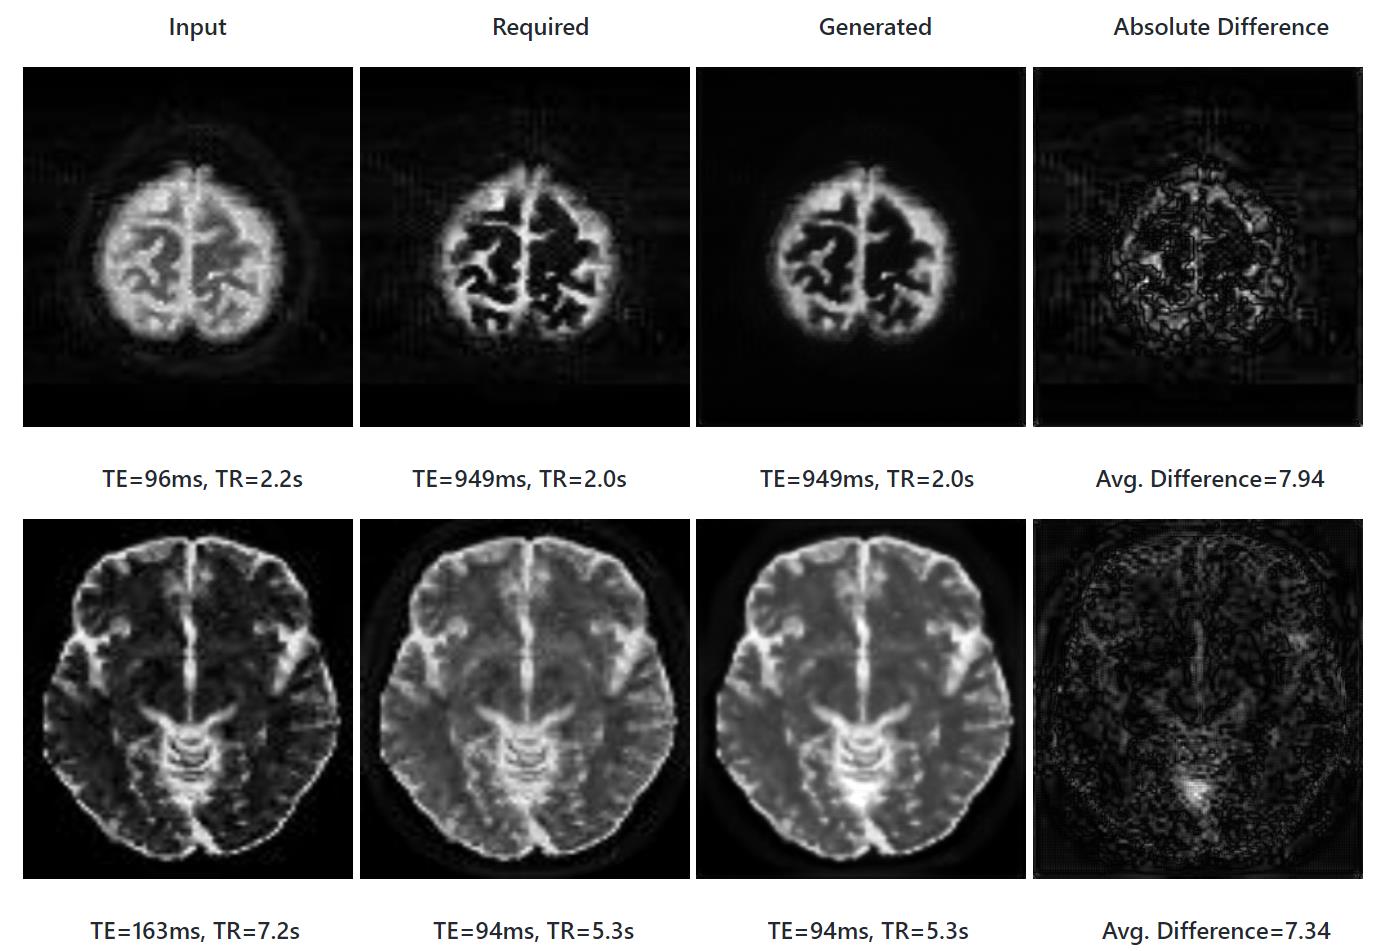 Input Required Generated Absolute Difference
TE=96ms, TR=2.2s TE=949ms, TR=2.0s TE=949ms, TR=2.0s Avg. Difference=7.94
TE=163ms, TR=7.2s TE=94ms, TR=5.3s TE=94ms, TR=5.3s Avg. Difference=7.34